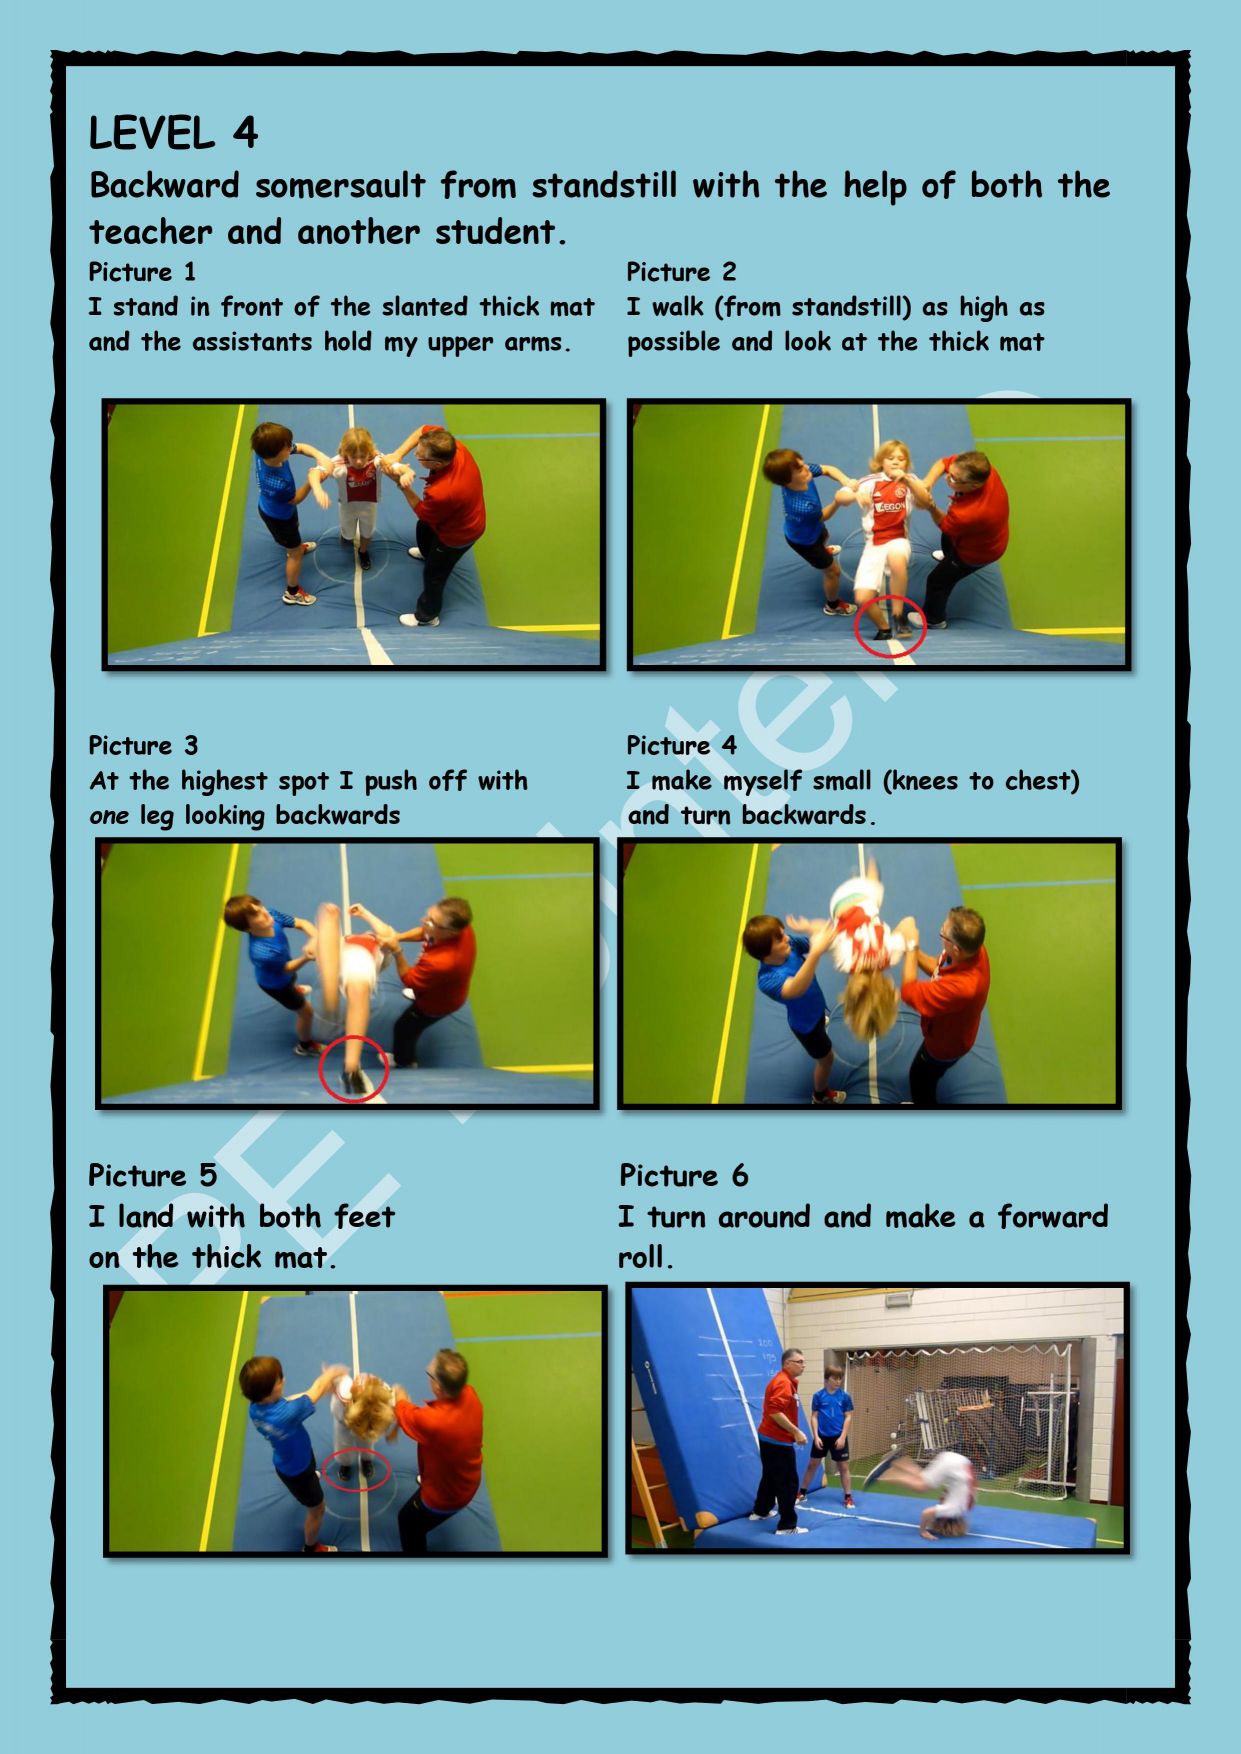 LEVEL 4
Backward somersault from standstill with the help of both the
teacher and another student.
Picture 1
I stand in front of the slanted thick mat
and the assistants hold my upper arms.
Picture 2
I walk (from standstill) as high as
possible and look at the thick mat
AEGON
Picture 3
At the highest spot I push off with
one leg looking backwards
Picture 4
I make myself small (knees to chest)
and turn backwards.
Picture 5
I land with both feet
on the thick mat.
Picture 6
I turn around and make a forward
roll.
200
175